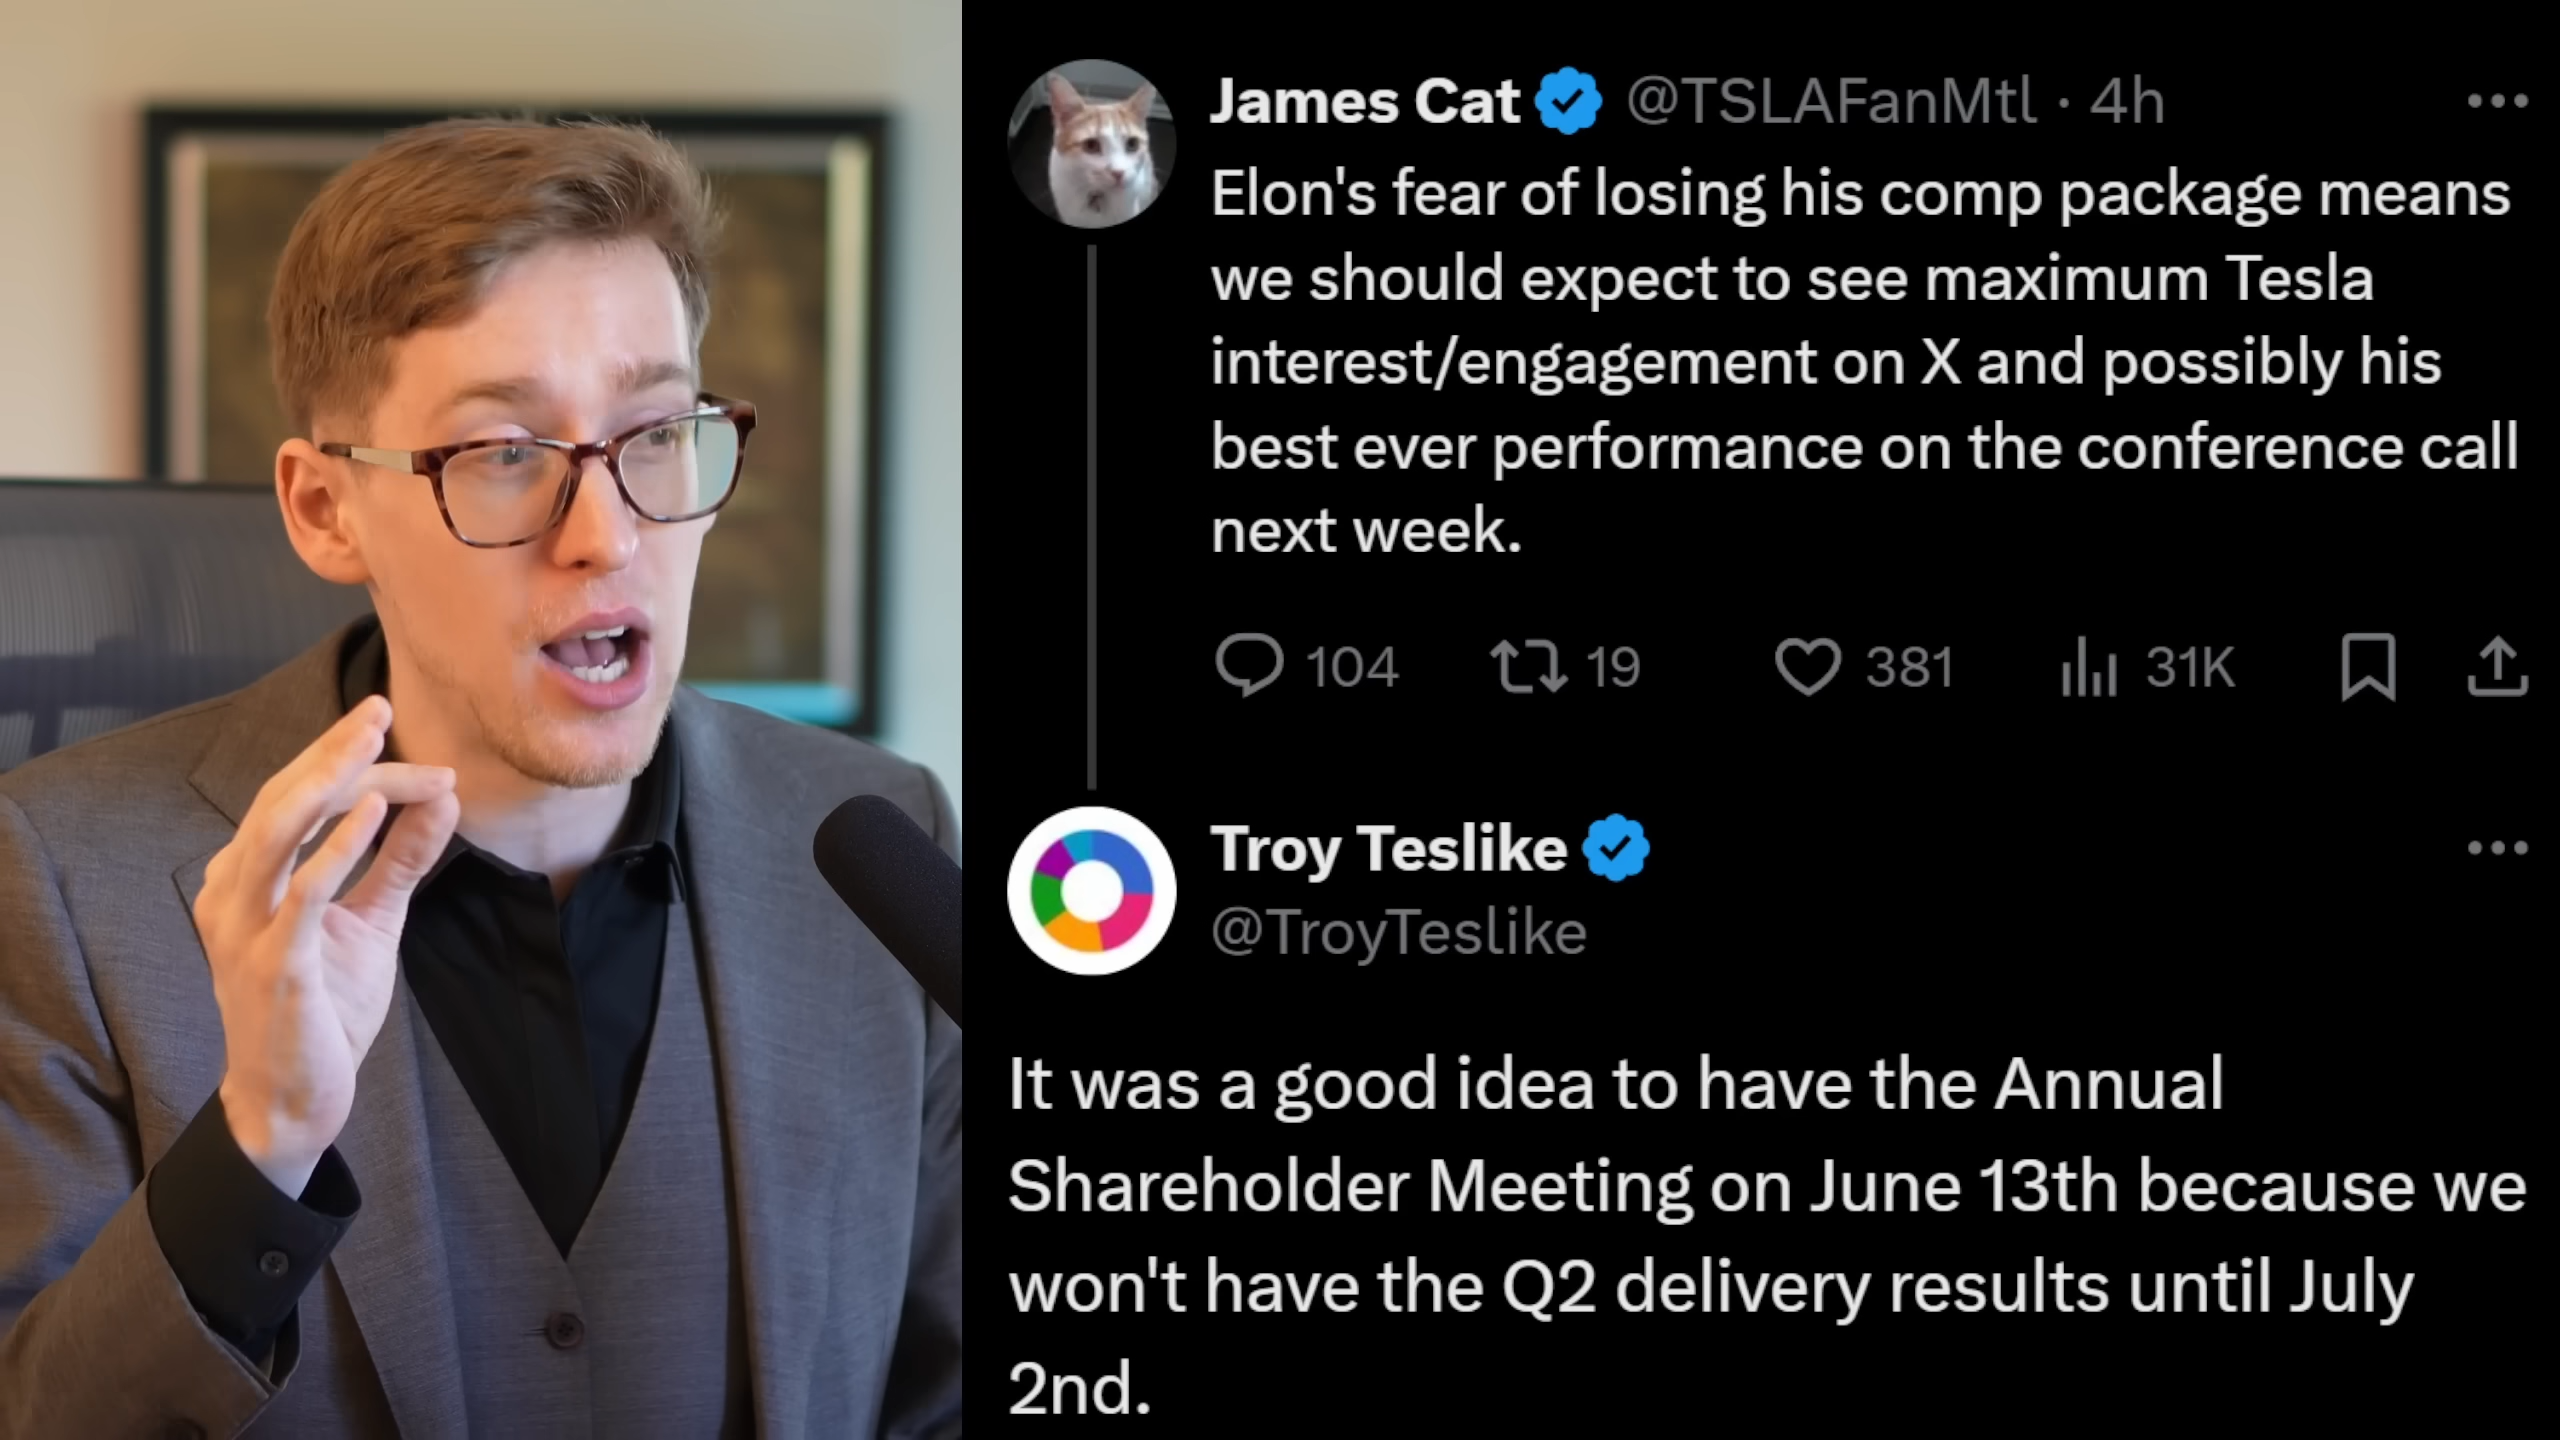 James Cat @TSLAFanMtl · 4h
Elon's fear of losing his comp package means
we should expect to see maximum Tesla
interest/engagement on X and possibly his
best ever performance on the conference call
next week.
104 19 381 31K
Troy Teslike
@TroyTeslike
It was a good idea to have the Annual
Shareholder Meeting on June 13th because we
won't have the Q2 delivery results until July
2nd.